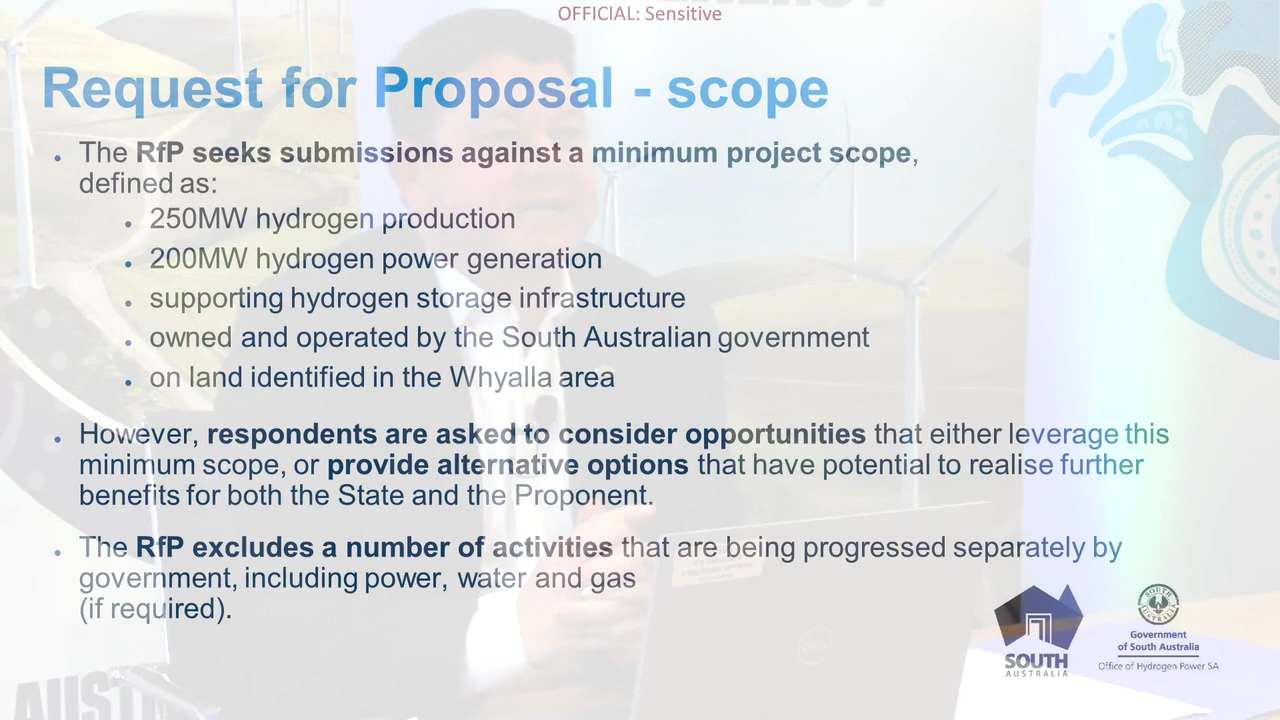 OFFICIAL: Sensitive
Request for Proposal - scope
• The RfP seeks submissions against a minimum project scope,
defined as:
• 250MW hydrogen production
• 200MW hydrogen power generation
• supporting hydrogen storage infrastructure
• owned and operated by the South Australian government
• on land identified in the Whyalla area
• However, respondents are asked to consider opportunities that either leverage this
minimum scope, or provide alternative options that have potential to realise further
benefits for both the State and the Proponent.
• The RfP excludes a number of activities that are being progressed separately by
government, including power, water and gas
(if required).
SOUTH
AUSTRALIA
SOUTH
AUSTRALIA
Government
of South Australia
Office of Hydrogen Power SA
DELL
AUST